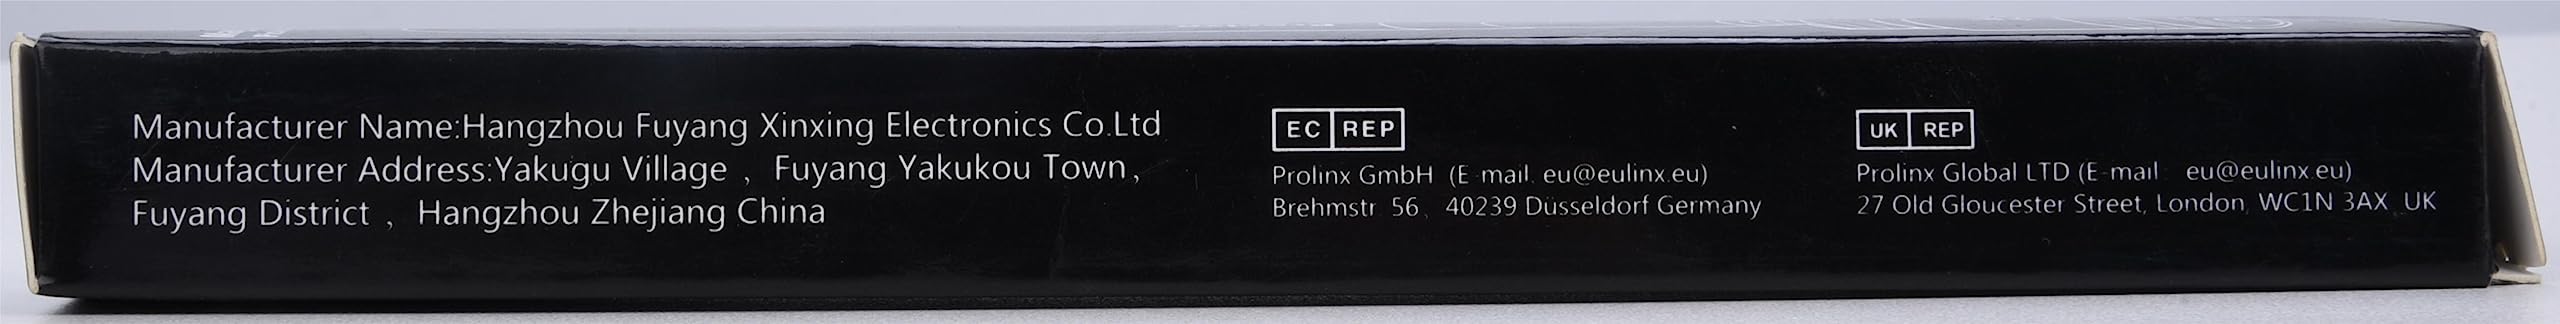 Manufacturer Name:Hangzhou Fuyang Xinxing Electronics Co.Ltd
Manufacturer Address:Yakugu Village , Fuyang Yakukou Town,
Fuyang District , Hangzhou Zhejiang China
EC REP
Prolinx GmbH (E-mail: eu@eulinx.eu)
Brehmstr. 56, 40239 Düsseldorf Germany
UK REP
Prolinx Global LTD (E-mail: eu@eulinx.eu)
27 Old Gloucester Street, London, WC1N 3AX, UK